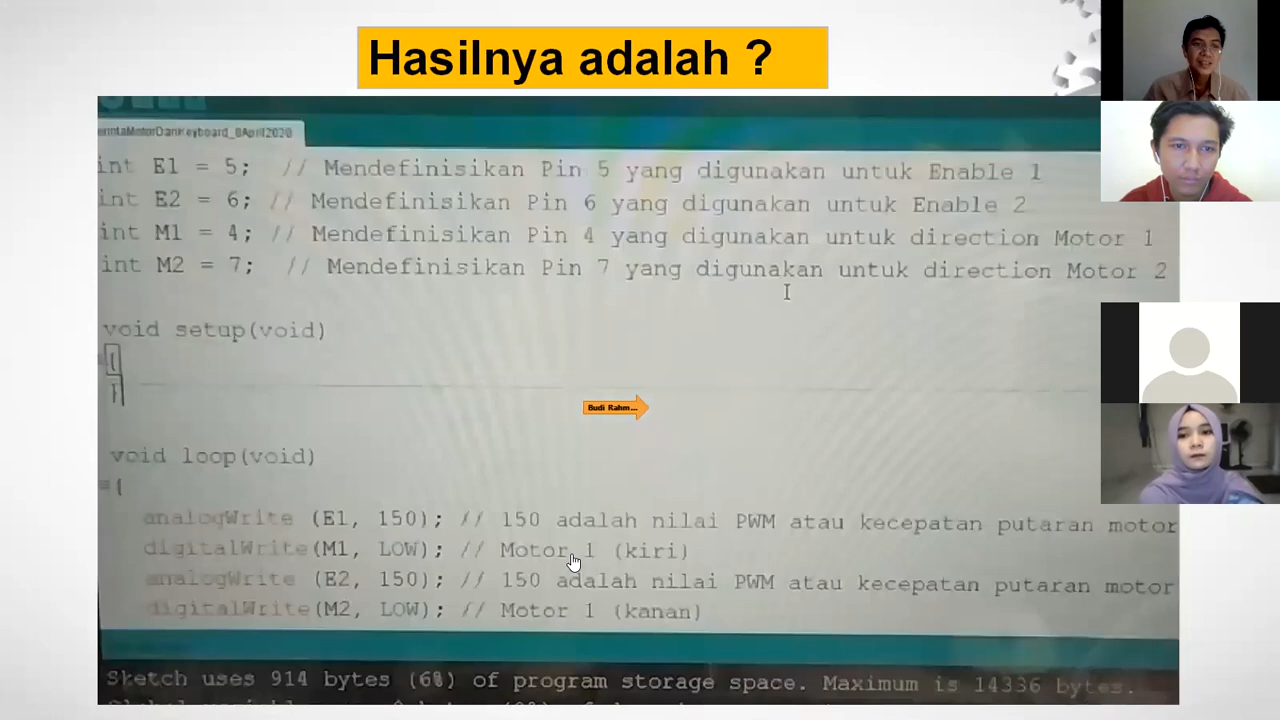 Hasilnya adalah ?
MotorDanKeyboard_8April2020
int E1 = 5; // Mendefinisikan Pin 5 yang digunakan untuk Enable 1
int E2 = 6; // Mendefinisikan Pin 6 yang digunakan untuk Enable 2
int M1 = 4; // Mendefinisikan Pin 4 yang digunakan untuk direction Motor 1
int M2 = 7; // Mendefinisikan Pin 7 yang digunakan untuk direction Motor 2
void setup(void)
{
}
Budi Rahm...
void loop(void)
{
analogWrite (E1, 150); // 150 adalah nilai PWM atau kecepatan putaran motor
digitalWrite(M1, LOW); // Motor 1 (kiri)
analogWrite (E2, 150); // 150 adalah nilai PWM atau kecepatan putaran motor
digitalWrite(M2, LOW); // Motor 1 (kanan)
Sketch uses 914 bytes (6%) of program storage space. Maximum is 14336 bytes.